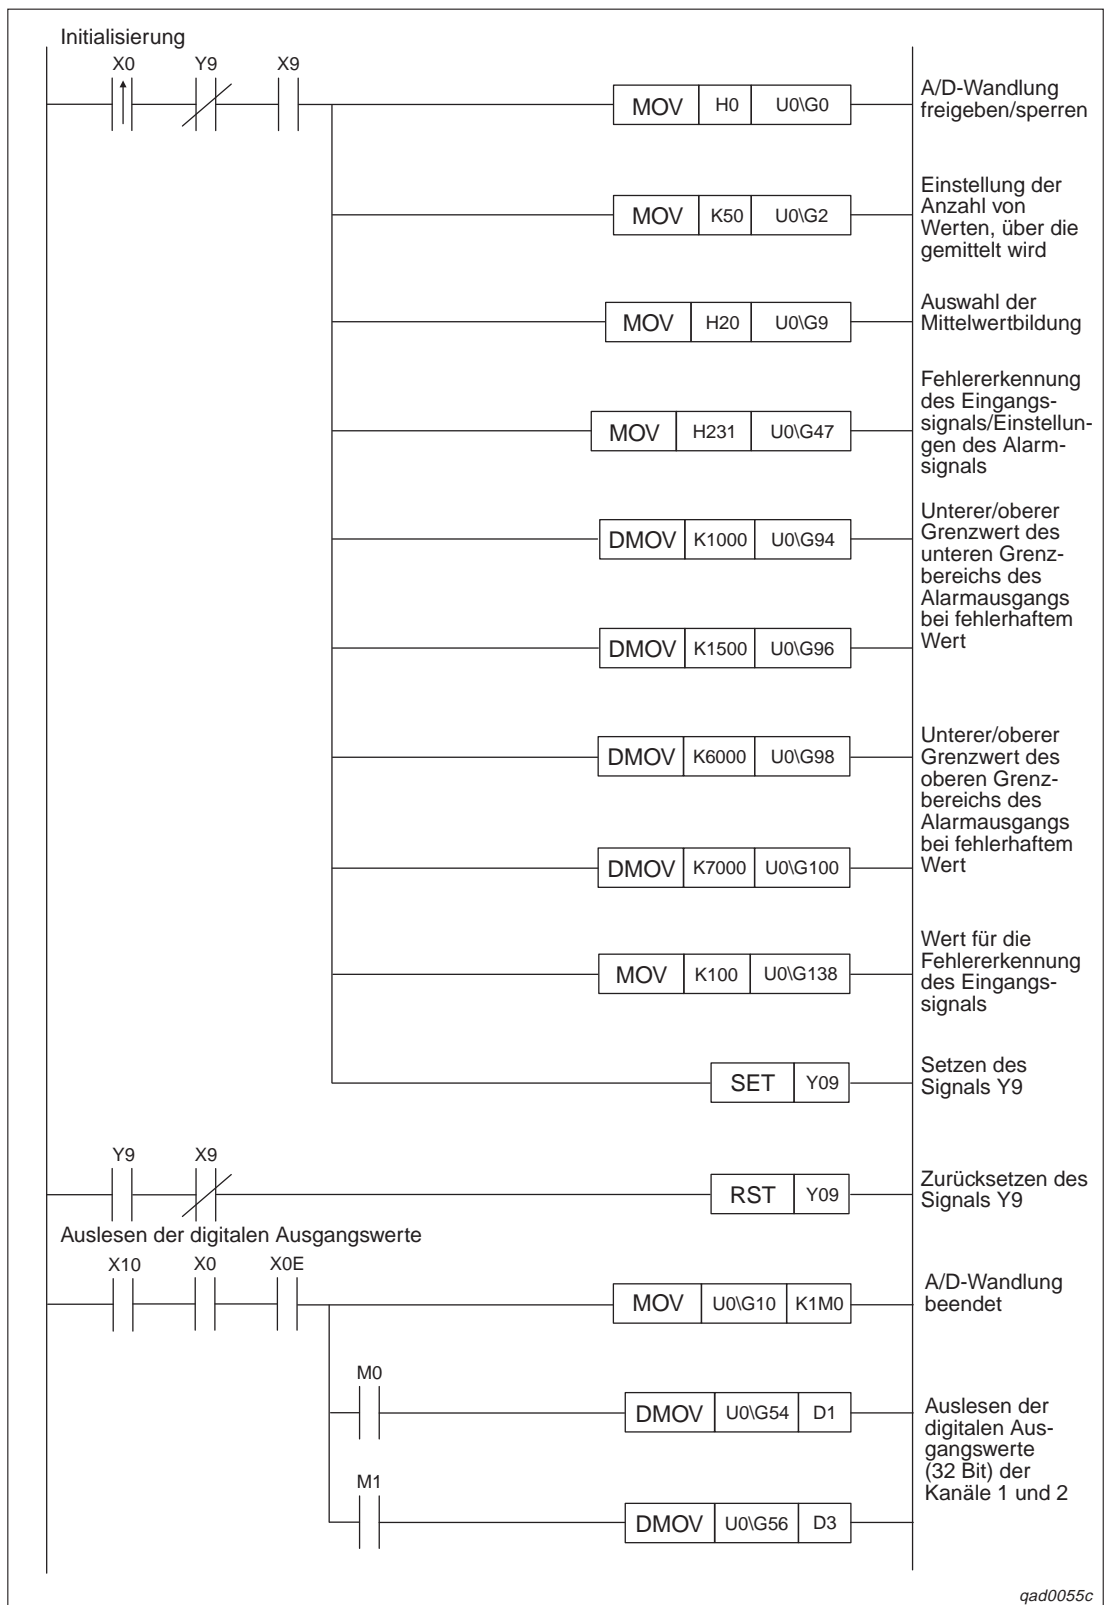 Initialisierung
X0 Y9 X9
MOV H0 U0\G0
A/D-Wandlung
freigeben/sperren
MOV K50 U0\G2
Einstellung der
Anzahl von
Werten, über die
gemittelt wird
MOV H20 U0\G9
Auswahl der
Mittelwertbildung
MOV H231 U0\G47
Fehlererkennung
des Eingangs-
signals/Einstellun-
gen des Alarm-
signals
DMOV K1000 U0\G94
Unterer/oberer
Grenzwert des
unteren Grenz-
bereichs des
Alarmausgangs
bei fehlerhaftem
Wert
DMOV K1500 U0\G96
DMOV K6000 U0\G98
Unterer/oberer
Grenzwert des
oberen Grenz-
bereichs des
Alarmausgangs
bei fehlerhaftem
Wert
DMOV K7000 U0\G100
MOV K100 U0\G138
Wert für die
Fehlererkennung
des Eingangs-
signals
SET Y09
Setzen des
Signals Y9
Y9 X9
RST Y09
Zurücksetzen des
Signals Y9
Auslesen der digitalen Ausgangswerte
X10 X0 X0E
MOV U0\G10 K1M0
A/D-Wandlung
beendet
M0
DMOV U0\G54 D1
Auslesen der
digitalen Aus-
gangswerte
(32 Bit) der
Kanäle 1 und 2
M1
DMOV U0\G56 D3
qad0055c